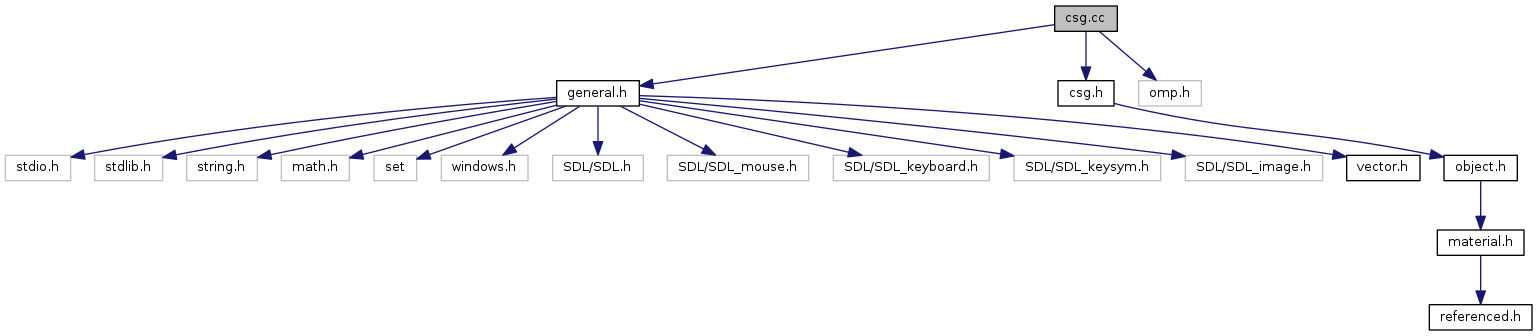 csg.cc
general.h
csg.h
omp.h
stdio.h
stdlib.h
string.h
math.h
set
windows.h
SDL/SDL.h
SDL/SDL_mouse.h
SDL/SDL_keyboard.h
SDL/SDL_keysym.h
SDL/SDL_image.h
vector.h
object.h
material.h
referenced.h